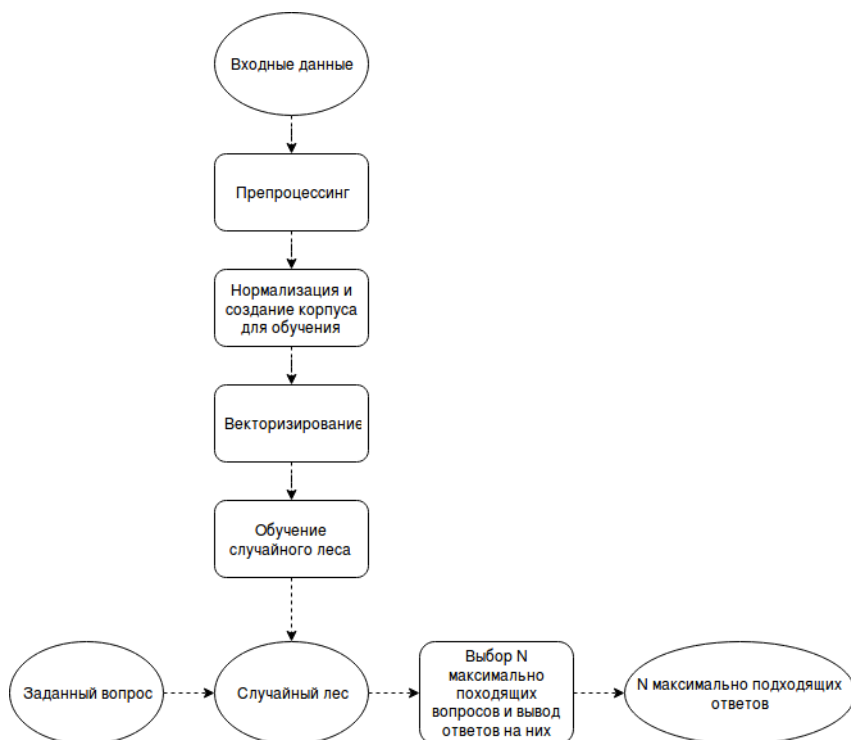 Входные данные
Препроцессинг
Нормализация и
создание корпуса
для обучения
Векторизирование
Обучение
случайного леса
Заданный вопрос
Случайный лес
Выбор N
максимально
походящих
вопросов и вывод
ответов на них
N максимально подходящих
ответов